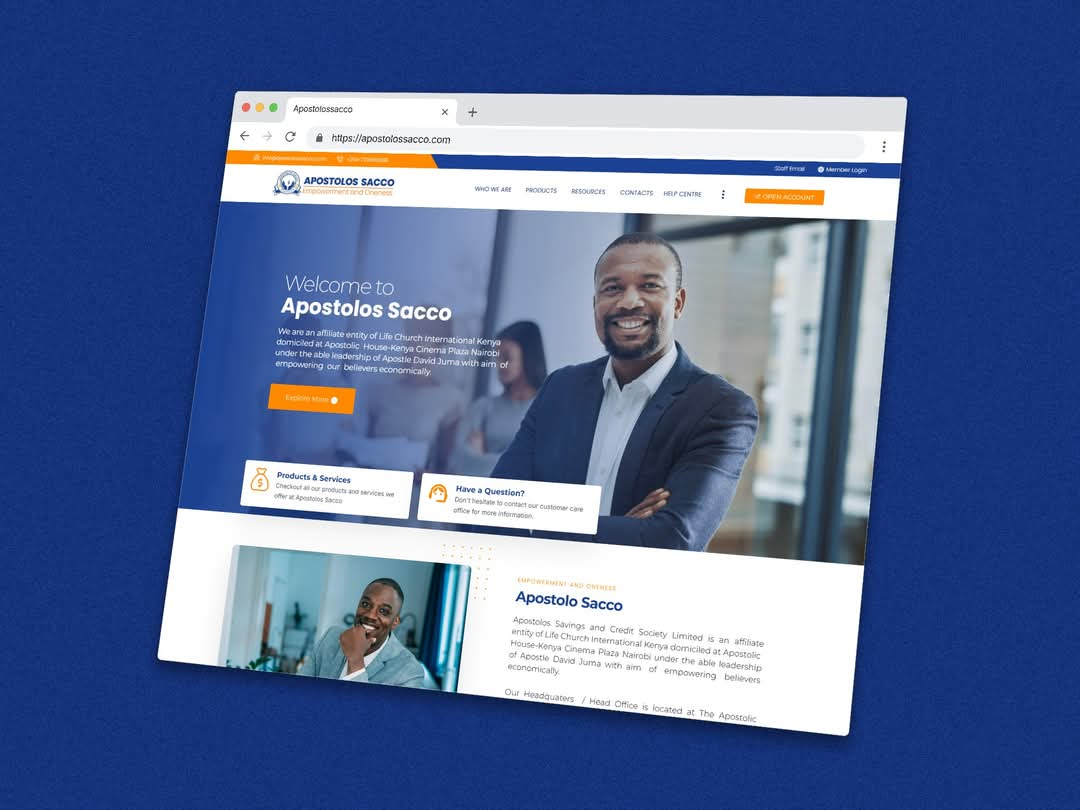 Apostolossacco
https://apostolossacco.com
Staff Email
Member Login
APOSTOLOS SACCO
Empowerment and Oneness
WHO WE ARE
PRODUCTS
RESOURCES
CONTACTS
HELP CENTRE
OPEN ACCOUNT
Welcome to
Apostolos Sacco
We are an affiliate entity of Life Church International Kenya
domiciled at Apostolic House-Kenya Cinema Plaza Nairobi
under the able leadership of Apostle David Juma with aim of
empowering our believers economically.
Explore More
Products & Services
Checkout all our products and services we
offer at Apostolos Sacco
Have a Question?
Don't hesitate to contact our customer care
office for more information.
EMPOWERMENT AND ONENESS
Apostolo Sacco
Apostolos Savings and Credit Society Limited is an affiliate
entity of Life Church International Kenya domiciled at Apostolic
House-Kenya Cinema Plaza Nairobi under the able leadership
of Apostle David Juma with aim of empowering believers
economically.
Our Headquaters / Head Office is located at The Apostolic